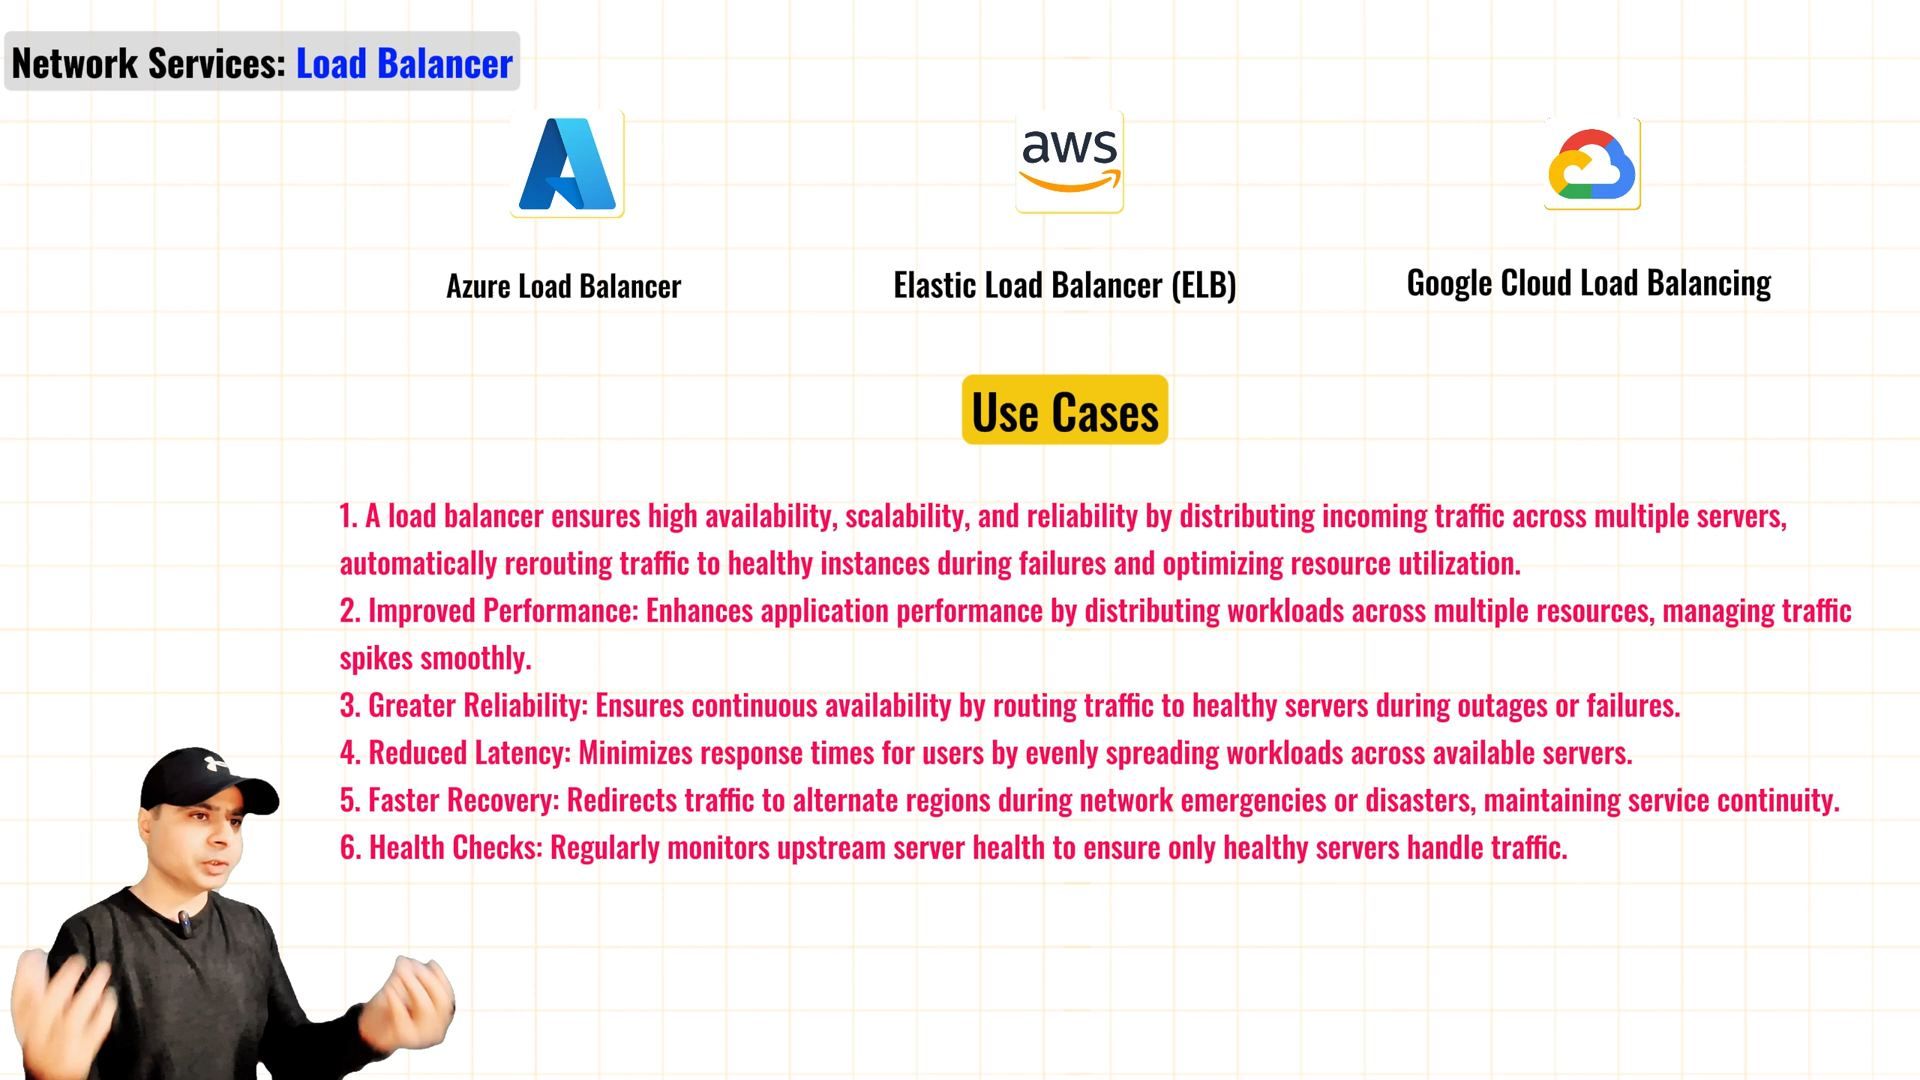 Network Services: Load Balancer
aws
Azure Load Balancer
Elastic Load Balancer (ELB)
Google Cloud Load Balancing
Use Cases
1. A load balancer ensures high availability, scalability, and reliability by distributing incoming traffic across multiple servers,
automatically rerouting traffic to healthy instances during failures and optimizing resource utilization.
2. Improved Performance: Enhances application performance by distributing workloads across multiple resources, managing traffic
spikes smoothly.
3. Greater Reliability: Ensures continuous availability by routing traffic to healthy servers during outages or failures.
4. Reduced Latency: Minimizes response times for users by evenly spreading workloads across available servers.
5. Faster Recovery: Redirects traffic to alternate regions during network emergencies or disasters, maintaining service continuity.
6. Health Checks: Regularly monitors upstream server health to ensure only healthy servers handle traffic.